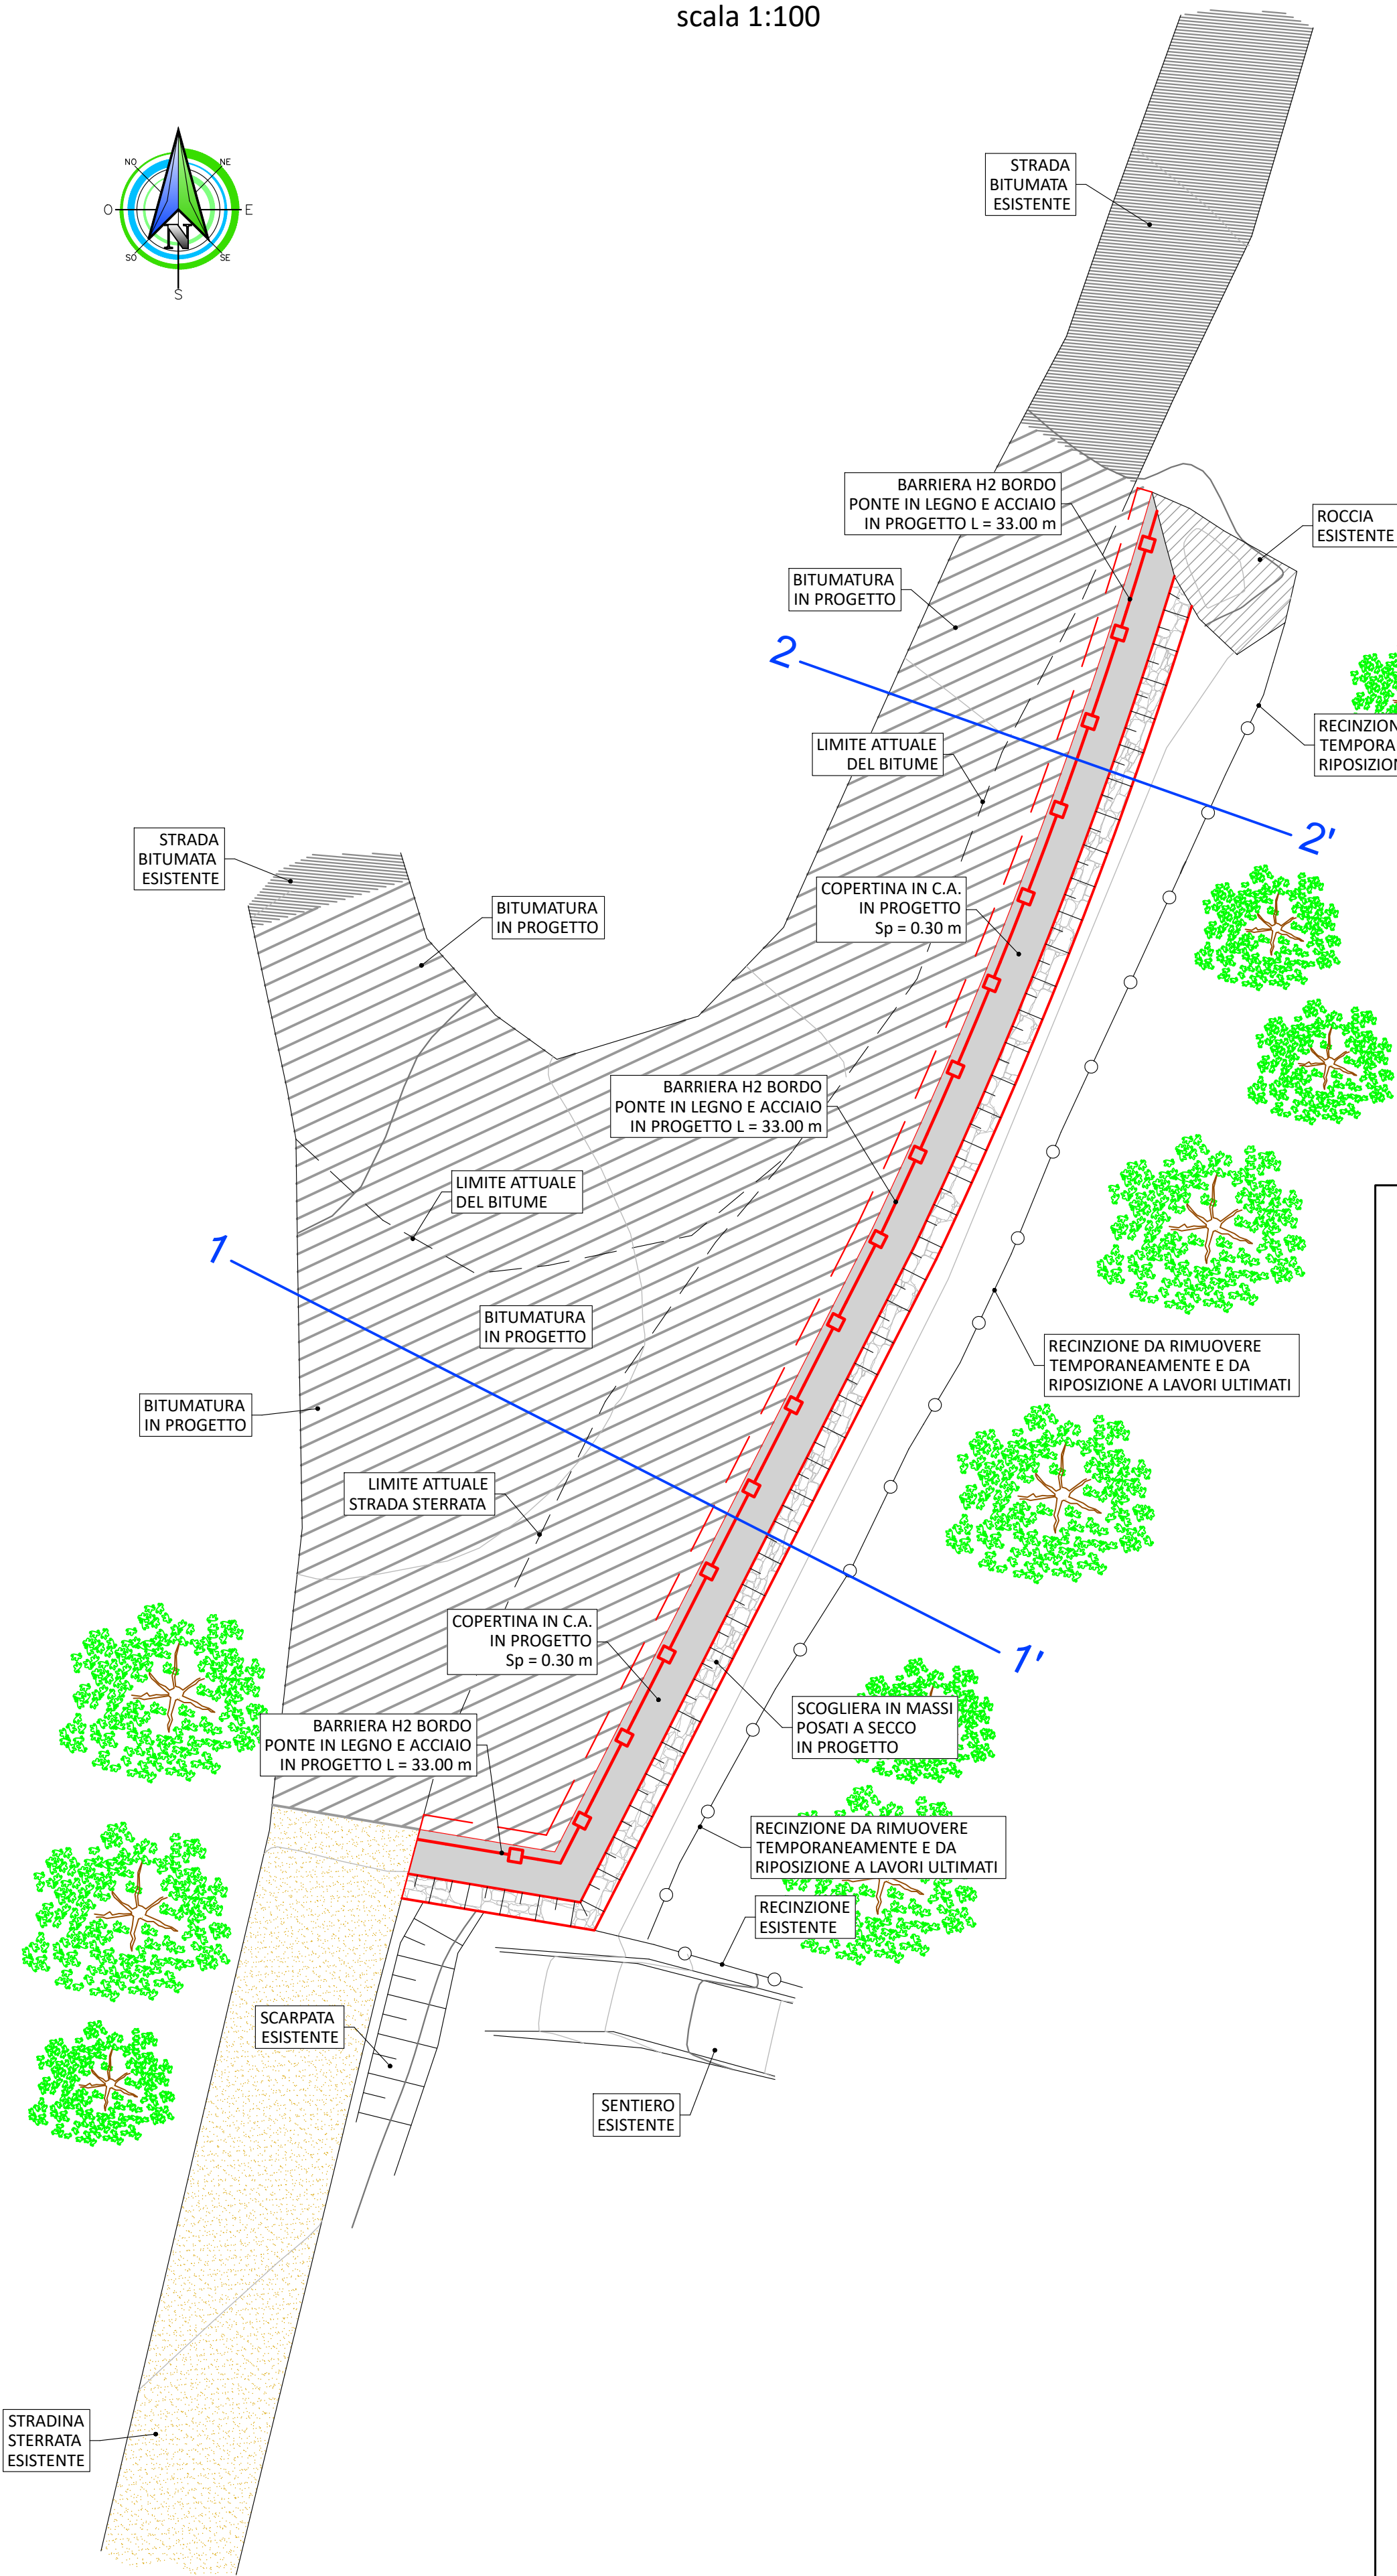 scala 1:100
NO
NE
O
E
N
SO
SE
S
STRADA
BITUMATA
ESISTENTE
BARRIERA H2 BORDO
PONTE IN LEGNO E ACCIAIO
IN PROGETTO L = 33.00 m
ROCCIA
ESISTENTE
BITUMATURA
IN PROGETTO
2
RECINZION
TEMPORA
RIPOSIZION
LIMITE ATTUALE
DEL BITUME
2'
STRADA
BITUMATA
ESISTENTE
COPERTINA IN C.A.
IN PROGETTO
Sp = 0.30 m
BITUMATURA
IN PROGETTO
BARRIERA H2 BORDO
PONTE IN LEGNO E ACCIAIO
IN PROGETTO L = 33.00 m
LIMITE ATTUALE
DEL BITUME
1
BITUMATURA
IN PROGETTO
RECINZIONE DA RIMUOVERE
TEMPORANEAMENTE E DA
RIPOSIZIONE A LAVORI ULTIMATI
BITUMATURA
IN PROGETTO
LIMITE ATTUALE
STRADA STERRATA
COPERTINA IN C.A.
IN PROGETTO
Sp = 0.30 m
1'
SCOGLIERA IN MASSI
POSATI A SECCO
IN PROGETTO
BARRIERA H2 BORDO
PONTE IN LEGNO E ACCIAIO
IN PROGETTO L = 33.00 m
RECINZIONE DA RIMUOVERE
TEMPORANEAMENTE E DA
RIPOSIZIONE A LAVORI ULTIMATI
RECINZIONE
ESISTENTE
SCARPATA
ESISTENTE
SENTIERO
ESISTENTE
STRADINA
STERRATA
ESISTENTE